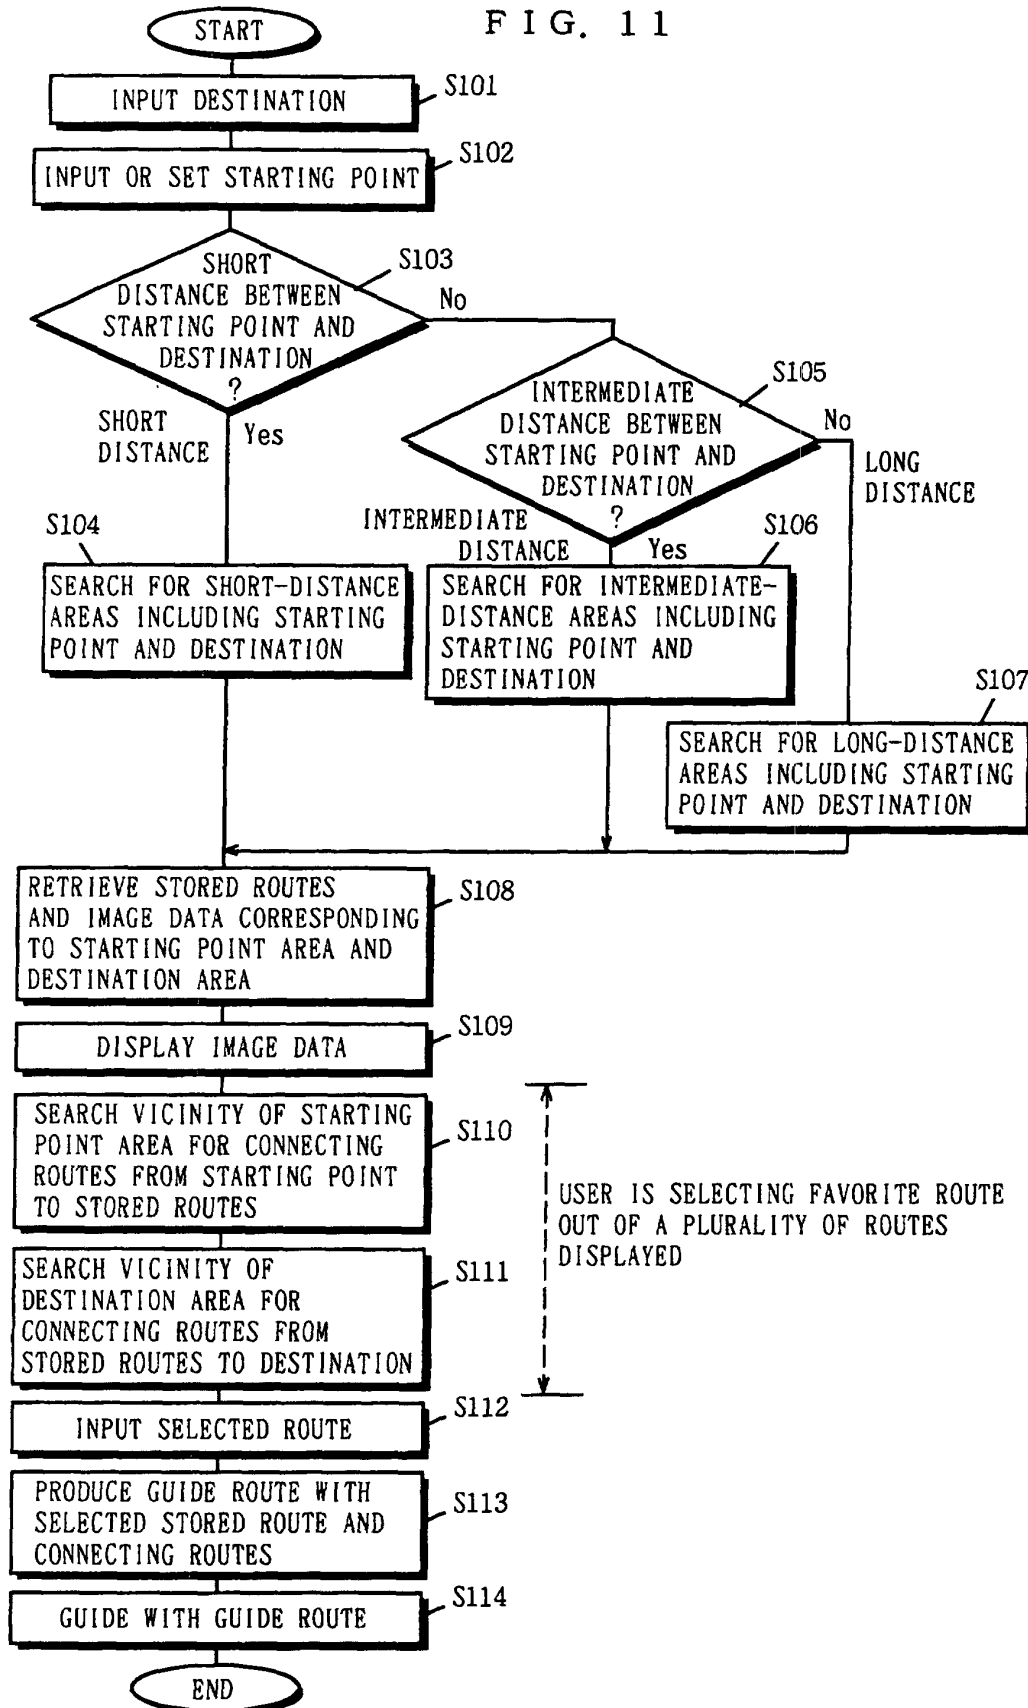 FIG. 11
START
INPUT DESTINATION
S101
INPUT OR SET STARTING POINT
S102
SHORT
DISTANCE BETWEEN
STARTING POINT AND
DESTINATION
?
S103
No
SHORT
DISTANCE
Yes
INTERMEDIATE
DISTANCE BETWEEN
STARTING POINT AND
DESTINATION
?
S105
No
LONG
DISTANCE
INTERMEDIATE
DISTANCE
Yes
S104
SEARCH FOR SHORT-DISTANCE
AREAS INCLUDING STARTING
POINT AND DESTINATION
S106
SEARCH FOR INTERMEDIATE-
DISTANCE AREAS INCLUDING
STARTING POINT AND
DESTINATION
S107
SEARCH FOR LONG-DISTANCE
AREAS INCLUDING STARTING
POINT AND DESTINATION
RETRIEVE STORED ROUTES
AND IMAGE DATA CORRESPONDING
TO STARTING POINT AREA AND
DESTINATION AREA
S108
DISPLAY IMAGE DATA
S109
SEARCH VICINITY OF STARTING
POINT AREA FOR CONNECTING
ROUTES FROM STARTING POINT
TO STORED ROUTES
S110
USER IS SELECTING FAVORITE ROUTE
OUT OF A PLURALITY OF ROUTES
DISPLAYED
SEARCH VICINITY OF
DESTINATION AREA FOR
CONNECTING ROUTES FROM
STORED ROUTES TO DESTINATION
S111
INPUT SELECTED ROUTE
S112
PRODUCE GUIDE ROUTE WITH
SELECTED STORED ROUTE AND
CONNECTING ROUTES
S113
GUIDE WITH GUIDE ROUTE
S114
END